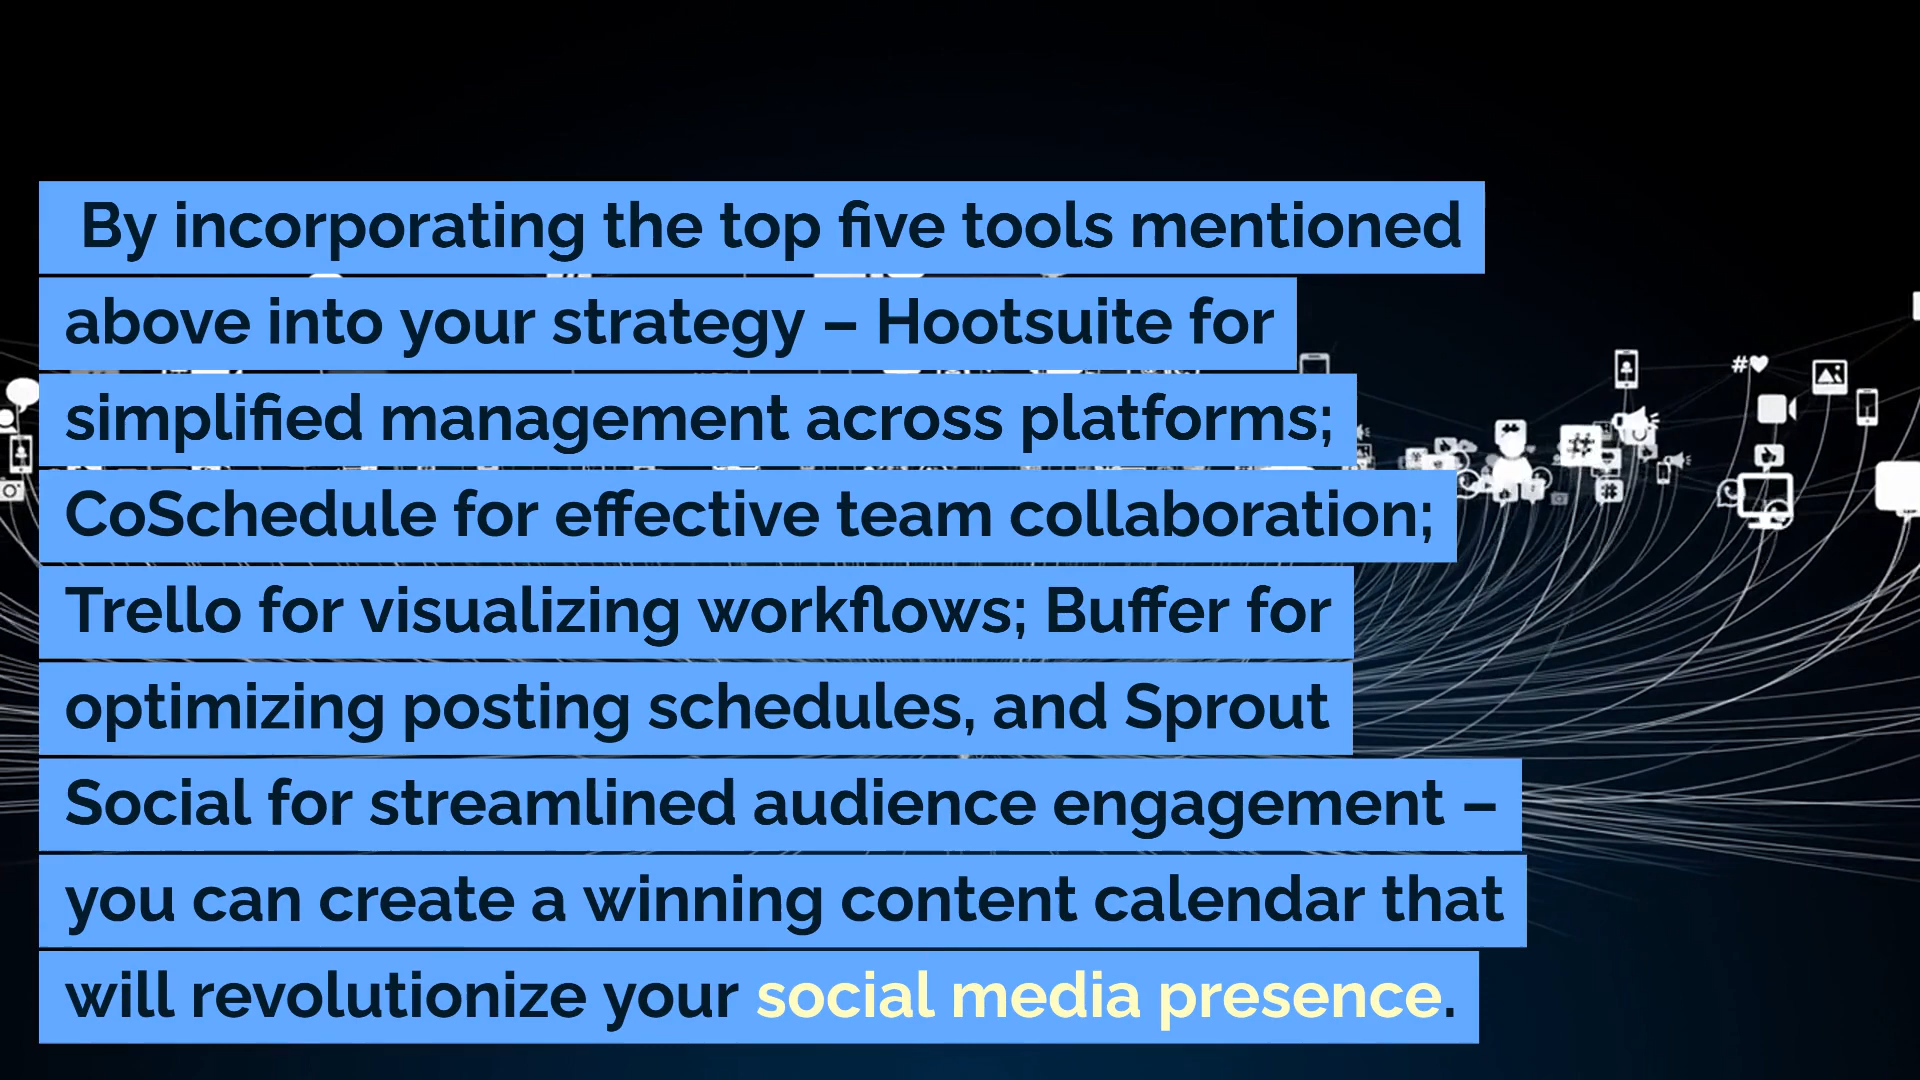 By incorporating the top five tools mentioned
above into your strategy – Hootsuite for
simplified management across platforms;
CoSchedule for effective team collaboration;
Trello for visualizing workflows; Buffer for
optimizing posting schedules, and Sprout
Social for streamlined audience engagement –
you can create a winning content calendar that
will revolutionize your social media presence.